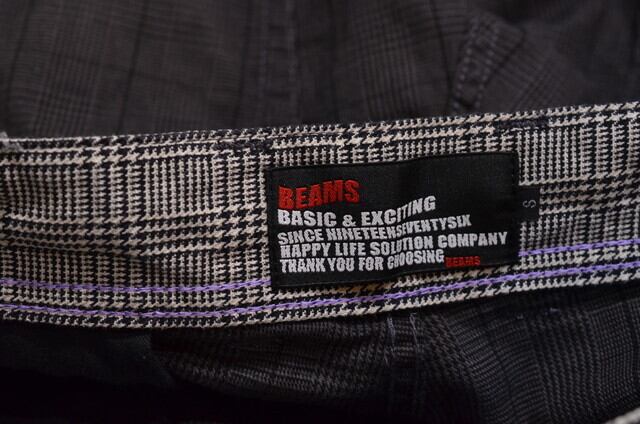 BEAMS
BASIC & EXCITING
SINCE NINETEENSEVENTYSIX
HAPPY LIFE SOLUTION COMPANY
THANK YOU FOR CHOOSING BEAMS
S